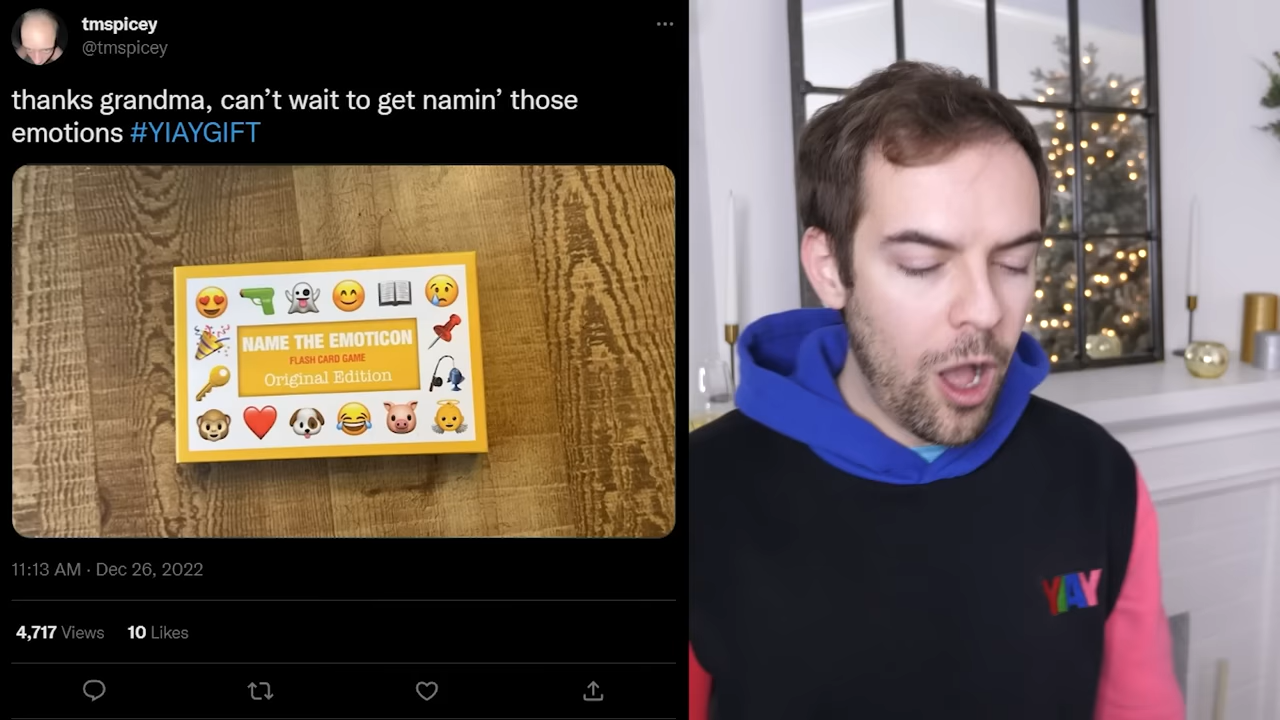 tmspicey
@tmspicey
thanks grandma, can’t wait to get namin’ those
emotions #YIAYGIFT
NAME THE EMOTICON
FLASH CARD GAME
Original Edition
11:13 AM · Dec 26, 2022
4,717 Views 10 Likes
YIAY